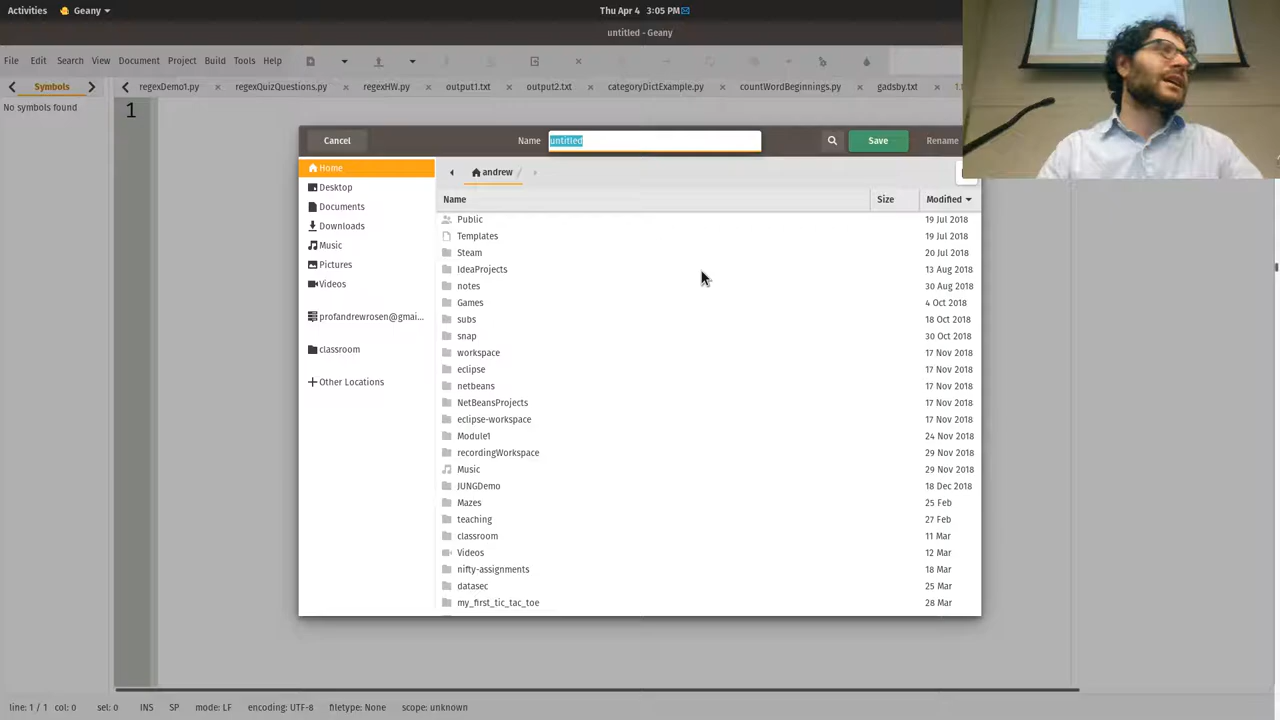 Activities Geany Thu Apr 4 3:05 PM
untitled - Geany
File Edit Search View Document Project Build Tools Help
Symbols regexDemo1.py regexQuizQuestions.py regexHW.py output1.txt output2.txt categoryDictExample.py countWordBeginnings.py gadsby.txt
No symbols found
1
Cancel Name untitled Save Rename
Home
Desktop
Documents
Downloads
Music
Pictures
Videos
profandrewrosen@gmai...
classroom
Other Locations
andrew /
Name Size Modified
Public 19 Jul 2018
Templates 19 Jul 2018
Steam 20 Jul 2018
IdeaProjects 13 Aug 2018
notes 30 Aug 2018
Games 4 Oct 2018
subs 18 Oct 2018
snap 30 Oct 2018
workspace 17 Nov 2018
eclipse 17 Nov 2018
netbeans 17 Nov 2018
NetBeansProjects 17 Nov 2018
eclipse-workspace 17 Nov 2018
Module1 24 Nov 2018
recordingWorkspace 29 Nov 2018
Music 29 Nov 2018
JUNGDemo 18 Dec 2018
Mazes 25 Feb
teaching 27 Feb
classroom 11 Mar
Videos 12 Mar
nifty-assignments 18 Mar
datasec 25 Mar
my_first_tic_tac_toe 28 Mar
line: 1 / 1 col: 0 sel: 0 INS SP mode: LF encoding: UTF-8 filetype: None scope: unknown